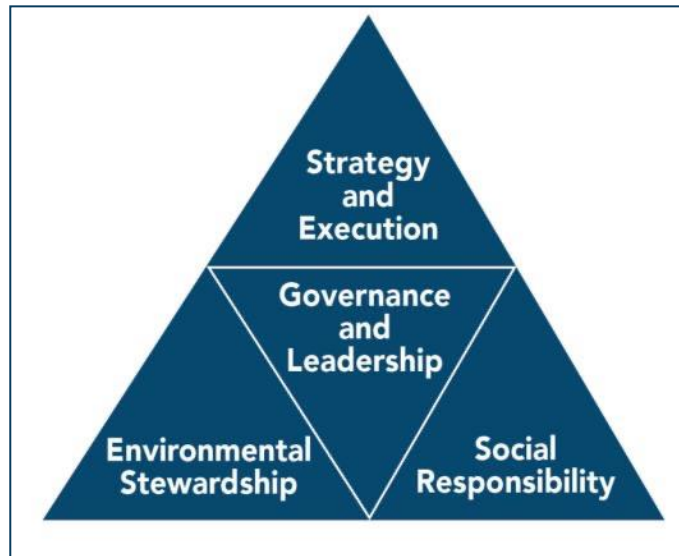 Strategy
and
Execution
Governance
and
Leadership
Environmental
Stewardship
Social
Responsibility